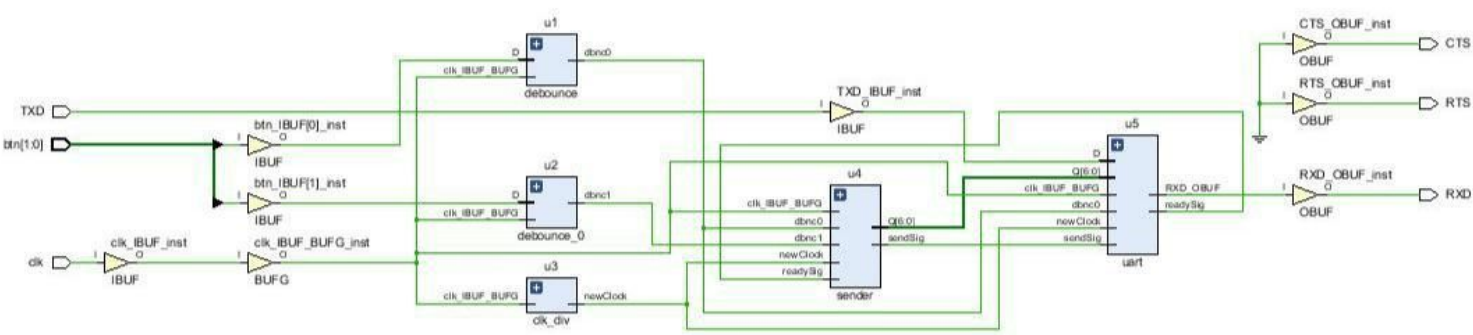 u1
D
clk_IBUF_BUFG
dbnc0
debounce
TXD
btn[1:0]
clk
btn_IBUF[0]_inst
I
O
IBUF
btn_IBUF[1]_inst
I
O
IBUF
clk_IBUF_inst
I
O
IBUF
clk_IBUF_BUFG_inst
I
O
BUFG
u2
D
clk_IBUF_BUFG
dbnc1
debounce_0
u3
clk_IBUF_BUFG
newClock
clk_div
TXD_IBUF_inst
I
O
IBUF
u4
clk_IBUF_BUFG
dbnc0
dbnc1
newClock
readySig
Q[6:0]
sendSig
sender
u5
D
Q[6:0]
clk_IBUF_BUFG
dbnc0
newClock
sendSig
RXD_OBUF
readySig
uart
CTS_OBUF_inst
I
O
OBUF
CTS
RTS_OBUF_inst
I
O
OBUF
RTS
RXD_OBUF_inst
I
O
OBUF
RXD